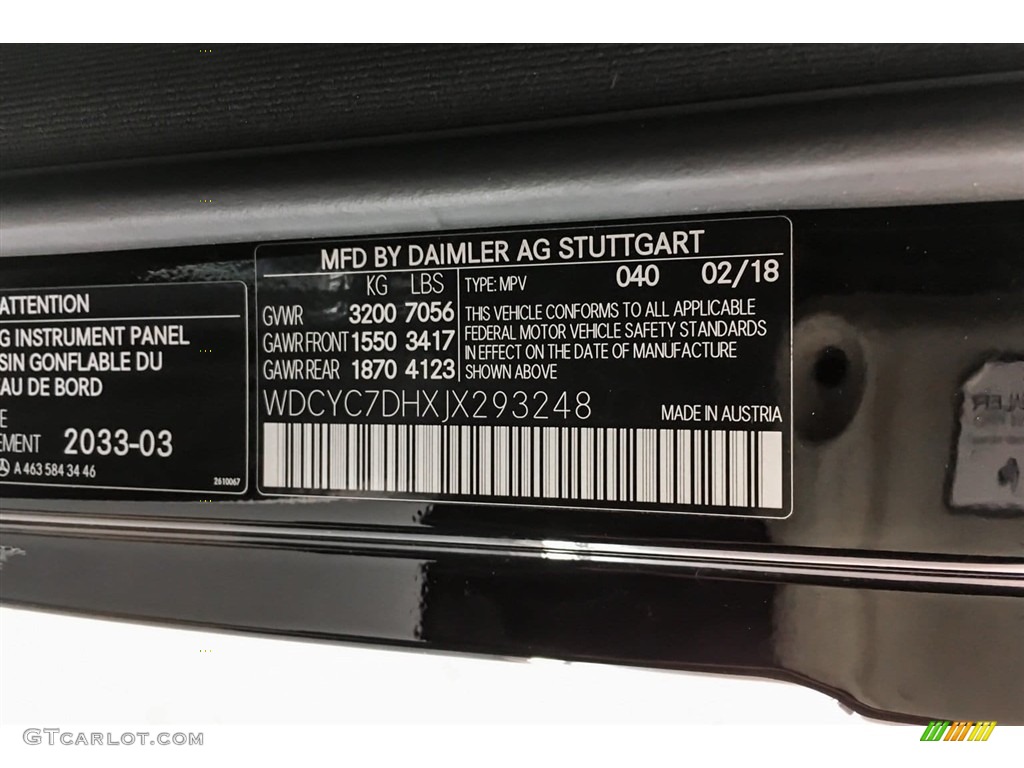 ATTENTION
G INSTRUMENT PANEL
SIN GONFLABLE DU
AU DE BORD
E
EMENT 2033-03
A 463 584 34 46
2610067
MFD BY DAIMLER AG STUTTGART
KG LBS TYPE: MPV 040 02/18
GVWR 3200 7056
GAWR FRONT 1550 3417
GAWR REAR 1870 4123
THIS VEHICLE CONFORMS TO ALL APPLICABLE
FEDERAL MOTOR VEHICLE SAFETY STANDARDS
IN EFFECT ON THE DATE OF MANUFACTURE
SHOWN ABOVE
WDCYC7DHXJX293248 MADE IN AUSTRIA
GTCARLOT.COM